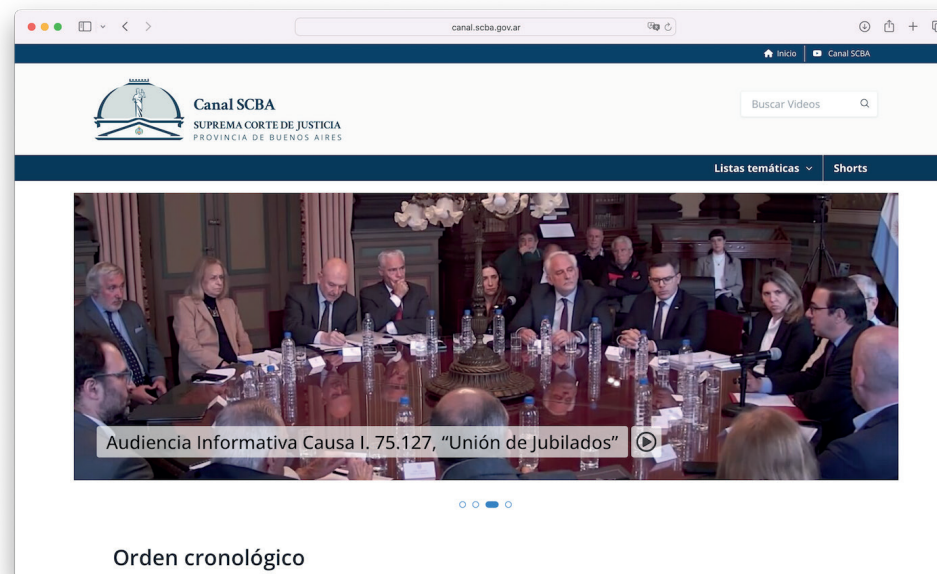 canal.scba.gov.ar
Inicio
Canal SCBA
Canal SCBA
SUPREMA CORTE DE JUSTICIA
PROVINCIA DE BUENOS AIRES
Buscar Videos
Listas temáticas
Shorts
Audiencia Informativa Causa I. 75.127, “Unión de Jubilados”
Orden cronológico